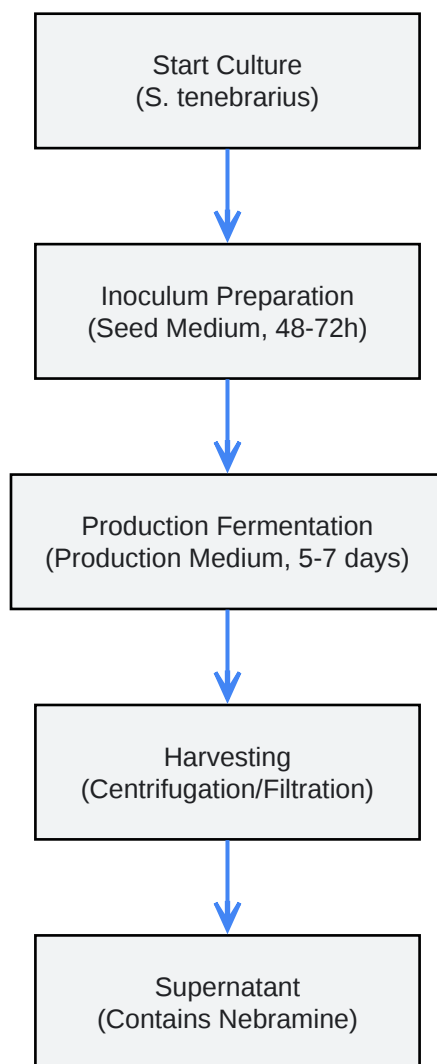 Start Culture
(S. tenebrarius)
Inoculum Preparation
(Seed Medium, 48-72h)
Production Fermentation
(Production Medium, 5-7 days)
Harvesting
(Centrifugation/Filtration)
Supernatant
(Contains Nebramine)